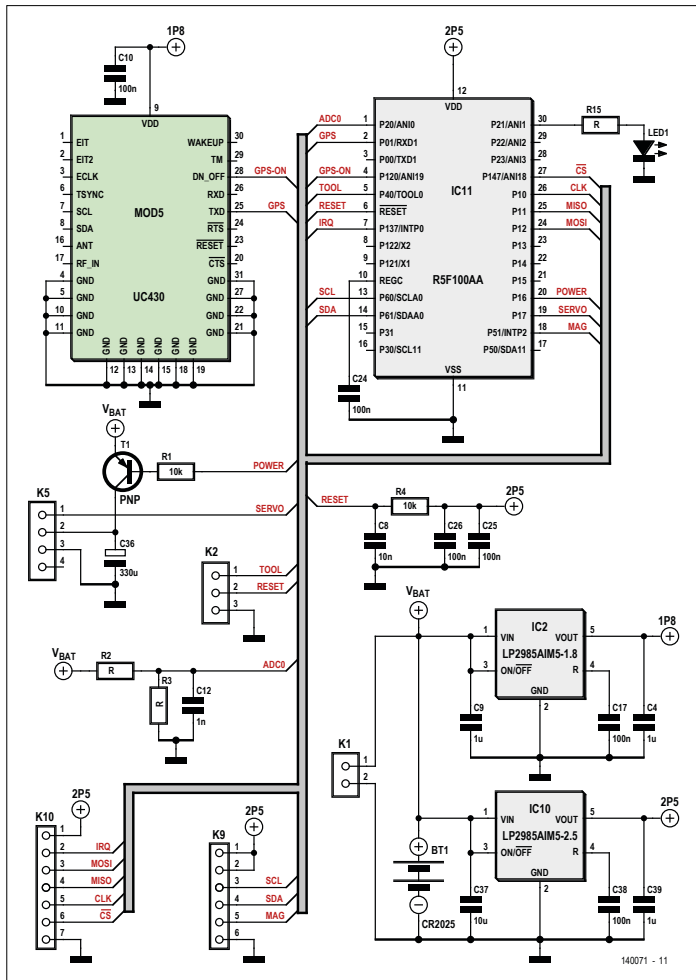 1P8
2P5
C10
100n
9
VDD
1 EIT
2 EIT2
3 ECLK
6 TSYNC
7 SCL
8 SDA
16 ANT
17 RF_IN
4 GND
5 GND
10 GND
11 GND
WAKEUP 30
TM 29
DN_OFF 28
RXD 26
TXD 25
RTS 24
RESET 23
CTS 20
GND 31
GND 27
GND 22
GND 21
MOD5
UC430
GND GND GND GND GND GND
12 13 14 15 18 19
GPS-ON
GPS
12
VDD
ADC0 1 P20/ANI0
GPS 2 P01/RXD1
3 P00/TXD1
GPS-ON 4 P120/ANI19
TOOL 5 P40/TOOL0
RESET 6 RESET
IRQ 7 P137/INTP0
8 P122/X2
9 P121/X1
10 REGC
SCL 13 P60/SCLA0
SDA 14 P61/SDAA0
15 P31
16 P30/SCL11
P21/ANI1 30
P22/ANI2 29
P23/ANI3 28
P147/ANI18 27 CS
P10 26 CLK
P11 25 MISO
P12 24 MOSI
P13 23
P14 22
P15 21
P16 20 POWER
P17 19 SERVO
P51/INTP2 18 MAG
P50/SDA11 17
IC11
R5F100AA
VSS
11
R15
R
LED1
C24
100n
VBAT
T1
PNP
R1
10k
POWER
K5
1
2
3
4
SERVO
C36
330u
K2
1 TOOL
2 RESET
3
RESET
R4
10k
2P5
C8
10n
C26
100n
C25
100n
VBAT
R2
R
R3
R
C12
1n
ADC0
VBAT
K1
1
2
IC2
LP2985AIM5-1.8
1 VIN
3 ON/OFF
VOUT 5
R 4
GND
2
1P8
C9
1u
C17
100n
C4
1u
IC10
LP2985AIM5-2.5
1 VIN
3 ON/OFF
VOUT 5
R 4
GND
2
2P5
BT1
CR2025
C37
10u
C38
100n
C39
1u
K10
2P5
1
2 IRQ
3 MOSI
4 MISO
5 CLK
6 CS
7
K9
2P5
1
2
3 SCL
4 SDA
5 MAG
6
140071 - 11